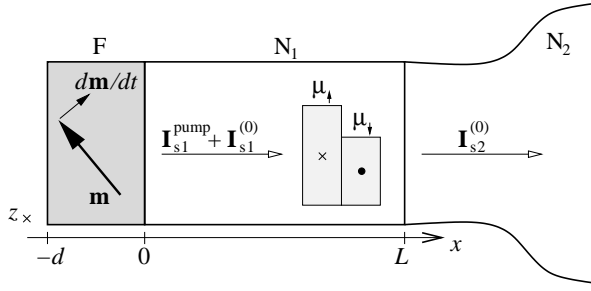 F N₁ N₂
d𝐦/dt
μ↑
μ↓
𝐈ₛ₁ᵖᵘᵐᵖ + 𝐈ₛ₁⁽⁰⁾
× •
𝐈ₛ₂⁽⁰⁾
𝐦
z ×
−d 0 L x